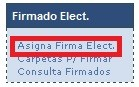 Firmado Elect.
Asigna Firma Elect.
Carpetas P/ Firmar
Consulta Firmados